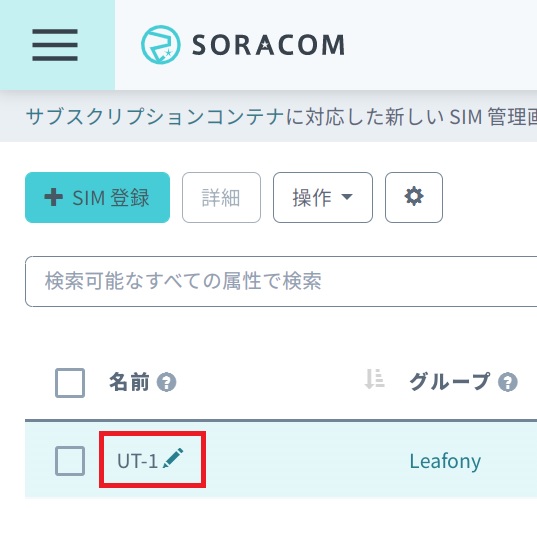 SORACOM
サブスクリプションコンテナに対応した新しい SIM 管理
SIM 登録 詳細 操作
検索可能なすべての属性で検索
名前 グループ
UT-1 Leafony